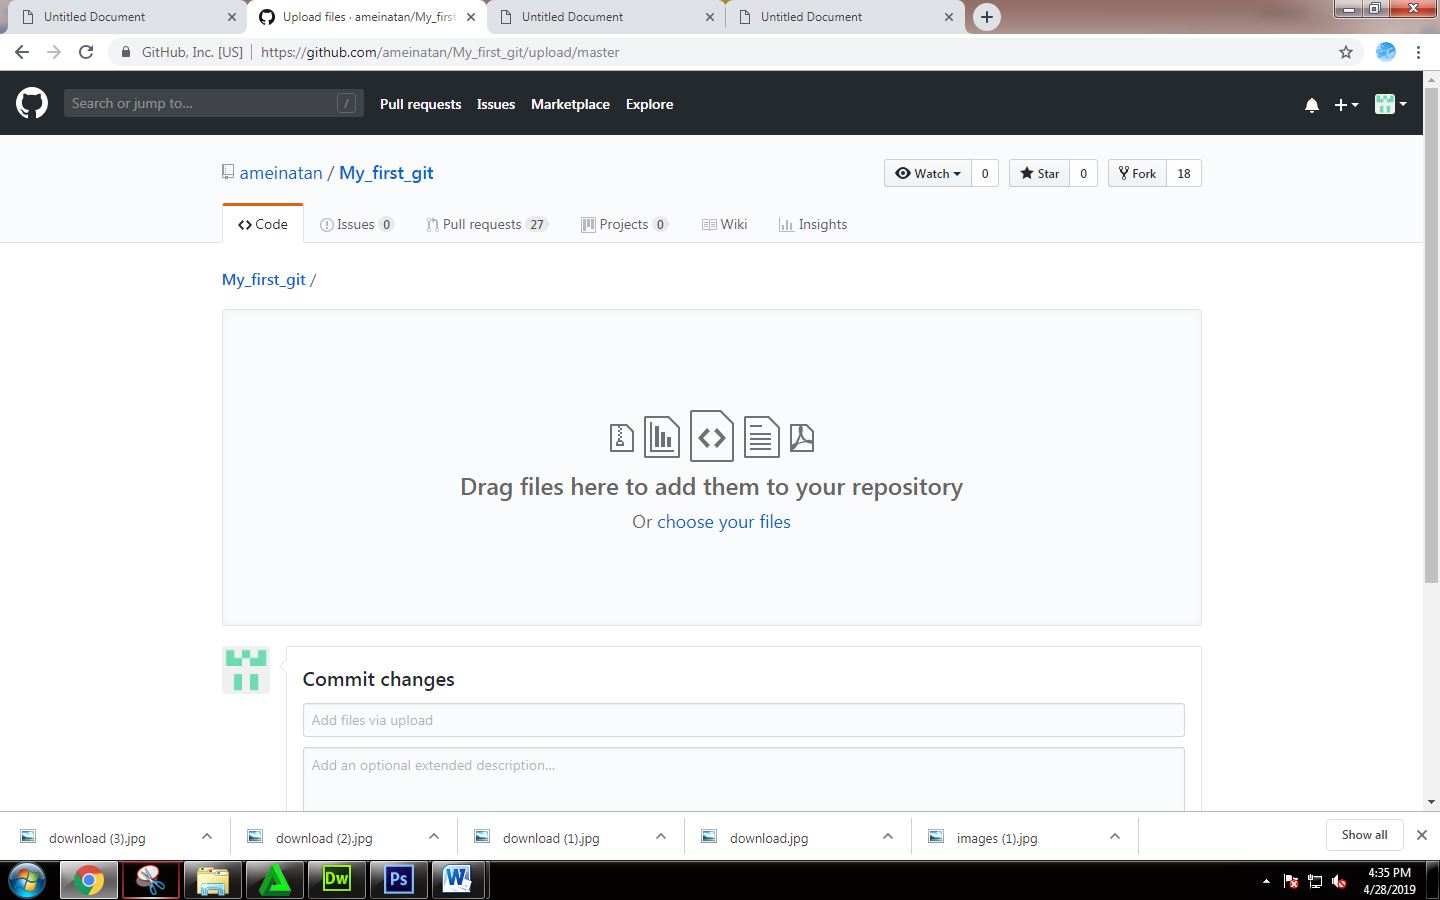 Untitled Document
Upload files · ameinatan/My_first
Untitled Document
Untitled Document
GitHub, Inc. [US] https://github.com/ameinatan/My_first_git/upload/master
Search or jump to... /
Pull requests Issues Marketplace Explore
ameinatan / My_first_git
Watch 0 Star 0 Fork 18
Code Issues 0 Pull requests 27 Projects 0 Wiki Insights
My_first_git /
Drag files here to add them to your repository
Or choose your files
Commit changes
Add files via upload
Add an optional extended description...
download (3).jpg download (2).jpg download (1).jpg download.jpg images (1).jpg Show all
Dw Ps W
4:35 PM
4/28/2019